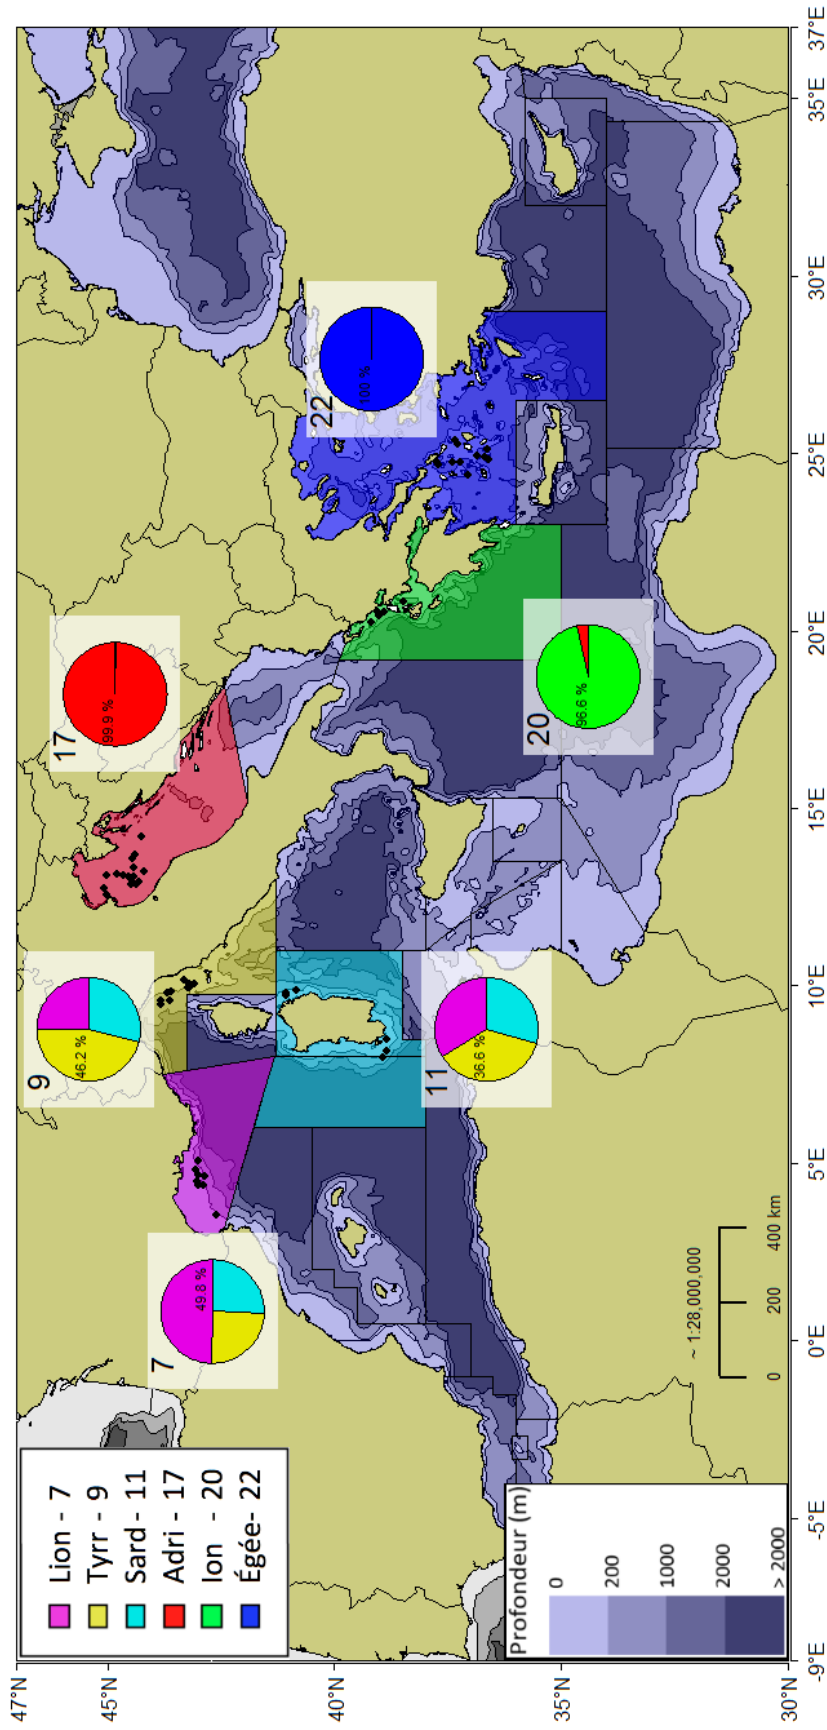 47°N
45°N
40°N
35°N
30°N
Lion - 7
Tyrr - 9
Sard - 11
Adri - 17
Ion - 20
Égée- 22
Profondeur (m)
0
200
1000
2000
> 2000
7
49.8 %
9
46.2 %
11
36.6 %
17
99.9 %
20
96.6 %
22
100 %
~ 1:28,000,000
0
200
400 km
-9°E
-5°E
0°E
5°E
10°E
15°E
20°E
25°E
30°E
35°E
37°E